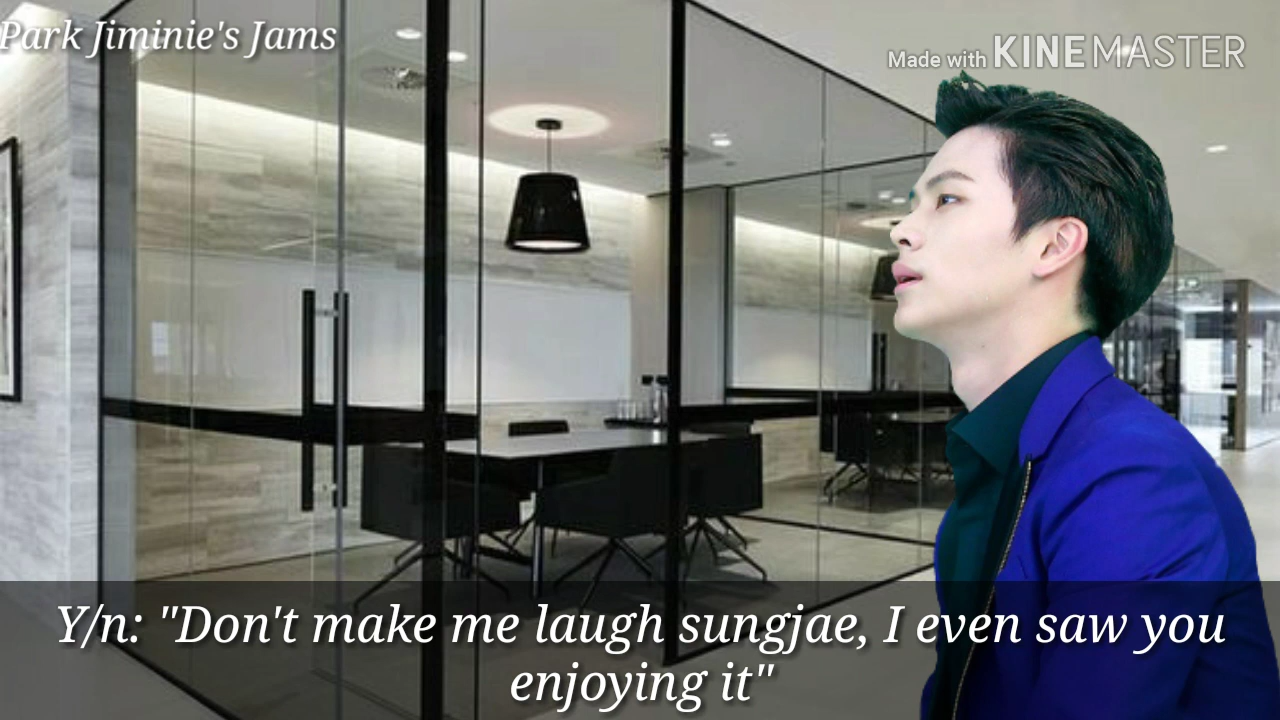 Park Jiminie's Jams
Made with KINEMASTER
Y/n: "Don't make me laugh sungjae, I even saw you
enjoying it"